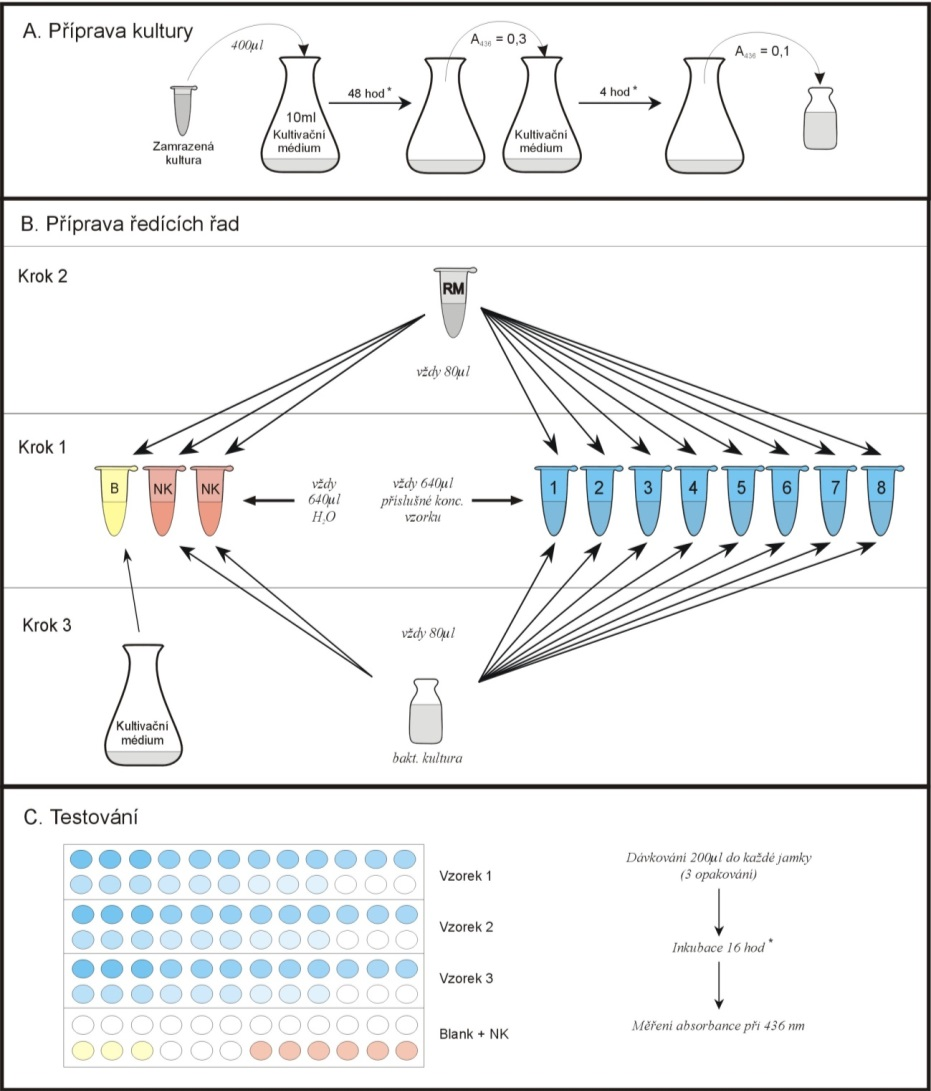 A. Příprava kultury
400µl
A436 = 0,3
A436 = 0,1
48 hod *
4 hod *
10ml
Kultivační
médium
Kultivační
médium
Zamrazená
kultura
B. Příprava ředících řad
Krok 2
RM
vždy 80µl
Krok 1
B
NK
NK
vždy
640µl
H2O
vždy 640µl
příslušné konc.
vzorku
1
2
3
4
5
6
7
8
Krok 3
vždy 80µl
Kultivační
médium
bakt. kultura
C. Testování
Vzorek 1
Vzorek 2
Vzorek 3
Blank + NK
Dávkování 200µl do každé jamky
(3 opakování)
Inkubace 16 hod *
Měření absorbance při 436 nm